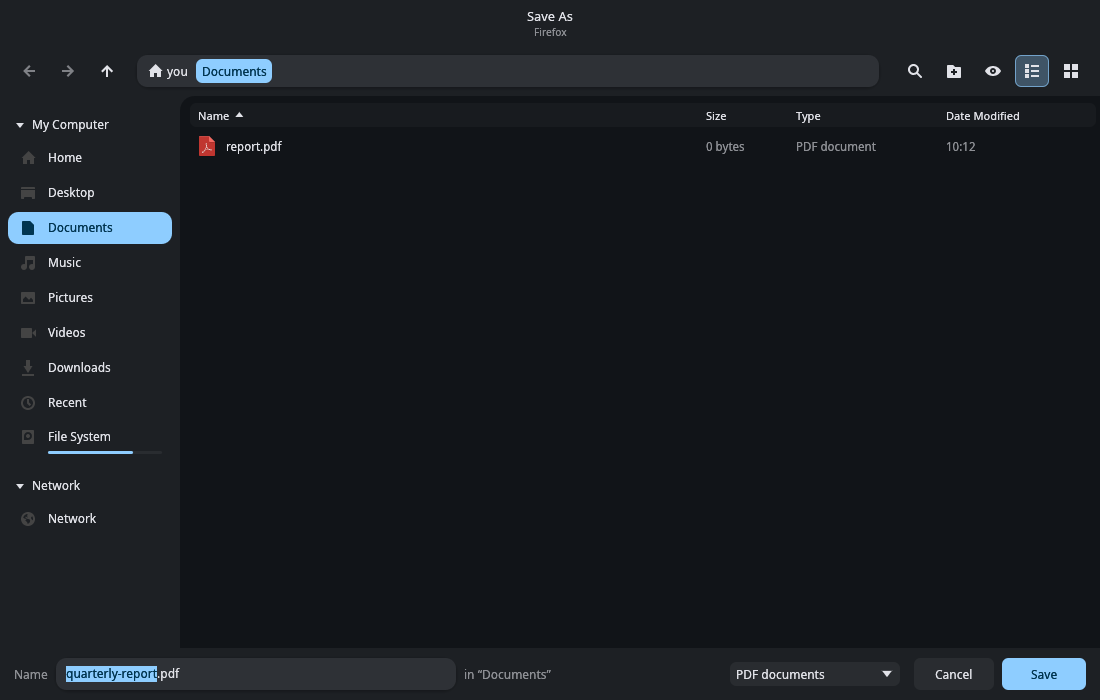 Save As
Firefox
you Documents
My Computer
Home
Desktop
Documents
Music
Pictures
Videos
Downloads
Recent
File System
Network
Network
Name Size Type Date Modified
report.pdf 0 bytes PDF document 10:12
Name quarterly-report.pdf in “Documents” PDF documents Cancel Save